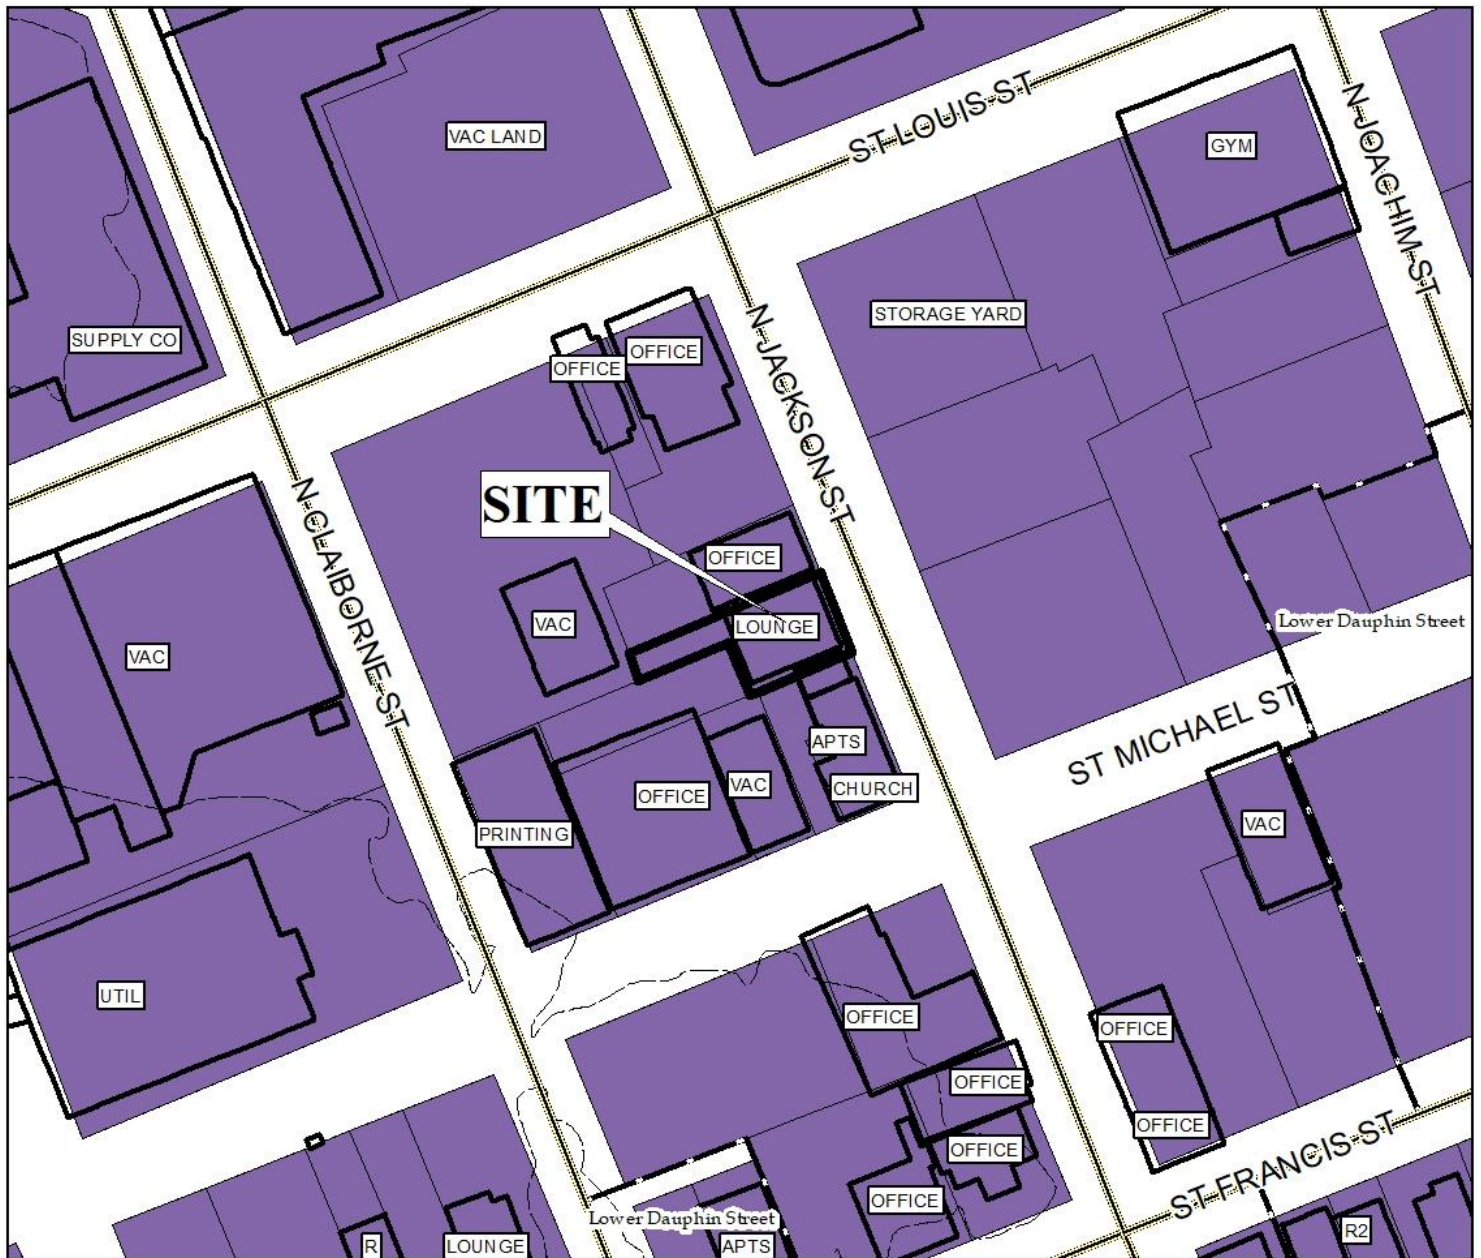 ST LOUIS ST
N JOACHIM ST
VAC LAND
GYM
STORAGE YARD
SUPPLY CO
OFFICE
OFFICE
N JACKSON ST
SITE
N CLAIBORNE ST
OFFICE
VAC
LOUNGE
Lower Dauphin Street
VAC
ST MICHAEL ST
APTS
VAC
CHURCH
OFFICE
PRINTING
VAC
UTIL
OFFICE
OFFICE
OFFICE
OFFICE
OFFICE
OFFICE
ST FRANCIS ST
Lower Dauphin Street
R
LOUNGE
APTS
R2